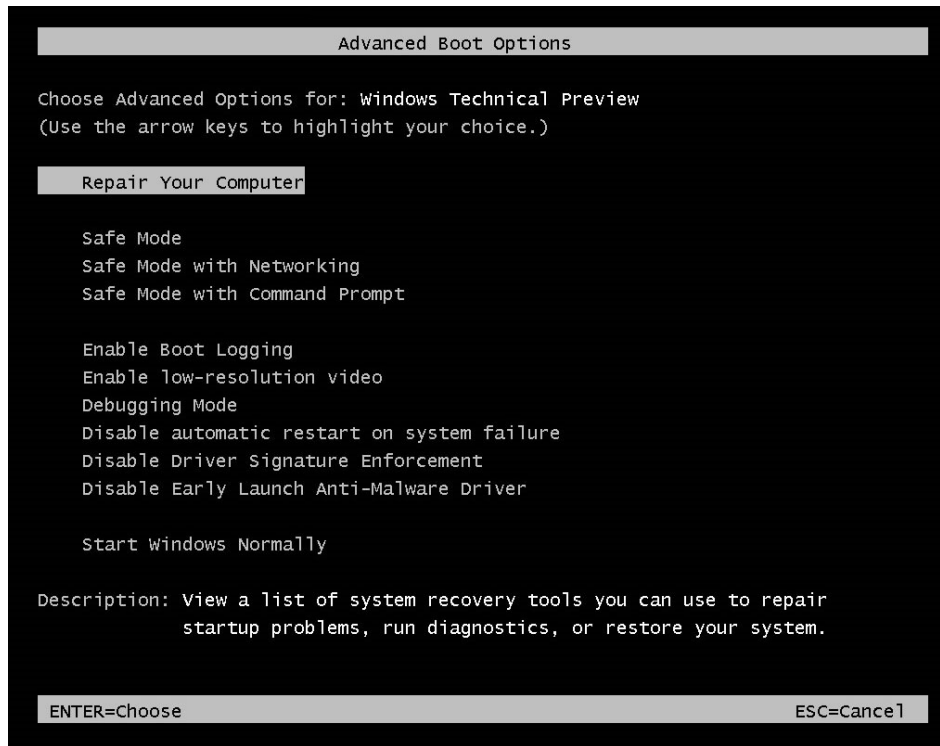 Advanced Boot Options
Choose Advanced Options for: Windows Technical Preview
(Use the arrow keys to highlight your choice.)
Repair Your Computer
Safe Mode
Safe Mode with Networking
Safe Mode with Command Prompt
Enable Boot Logging
Enable low-resolution video
Debugging Mode
Disable automatic restart on system failure
Disable Driver Signature Enforcement
Disable Early Launch Anti-Malware Driver
Start Windows Normally
Description: View a list of system recovery tools you can use to repair
startup problems, run diagnostics, or restore your system.
ENTER=Choose ESC=Cancel